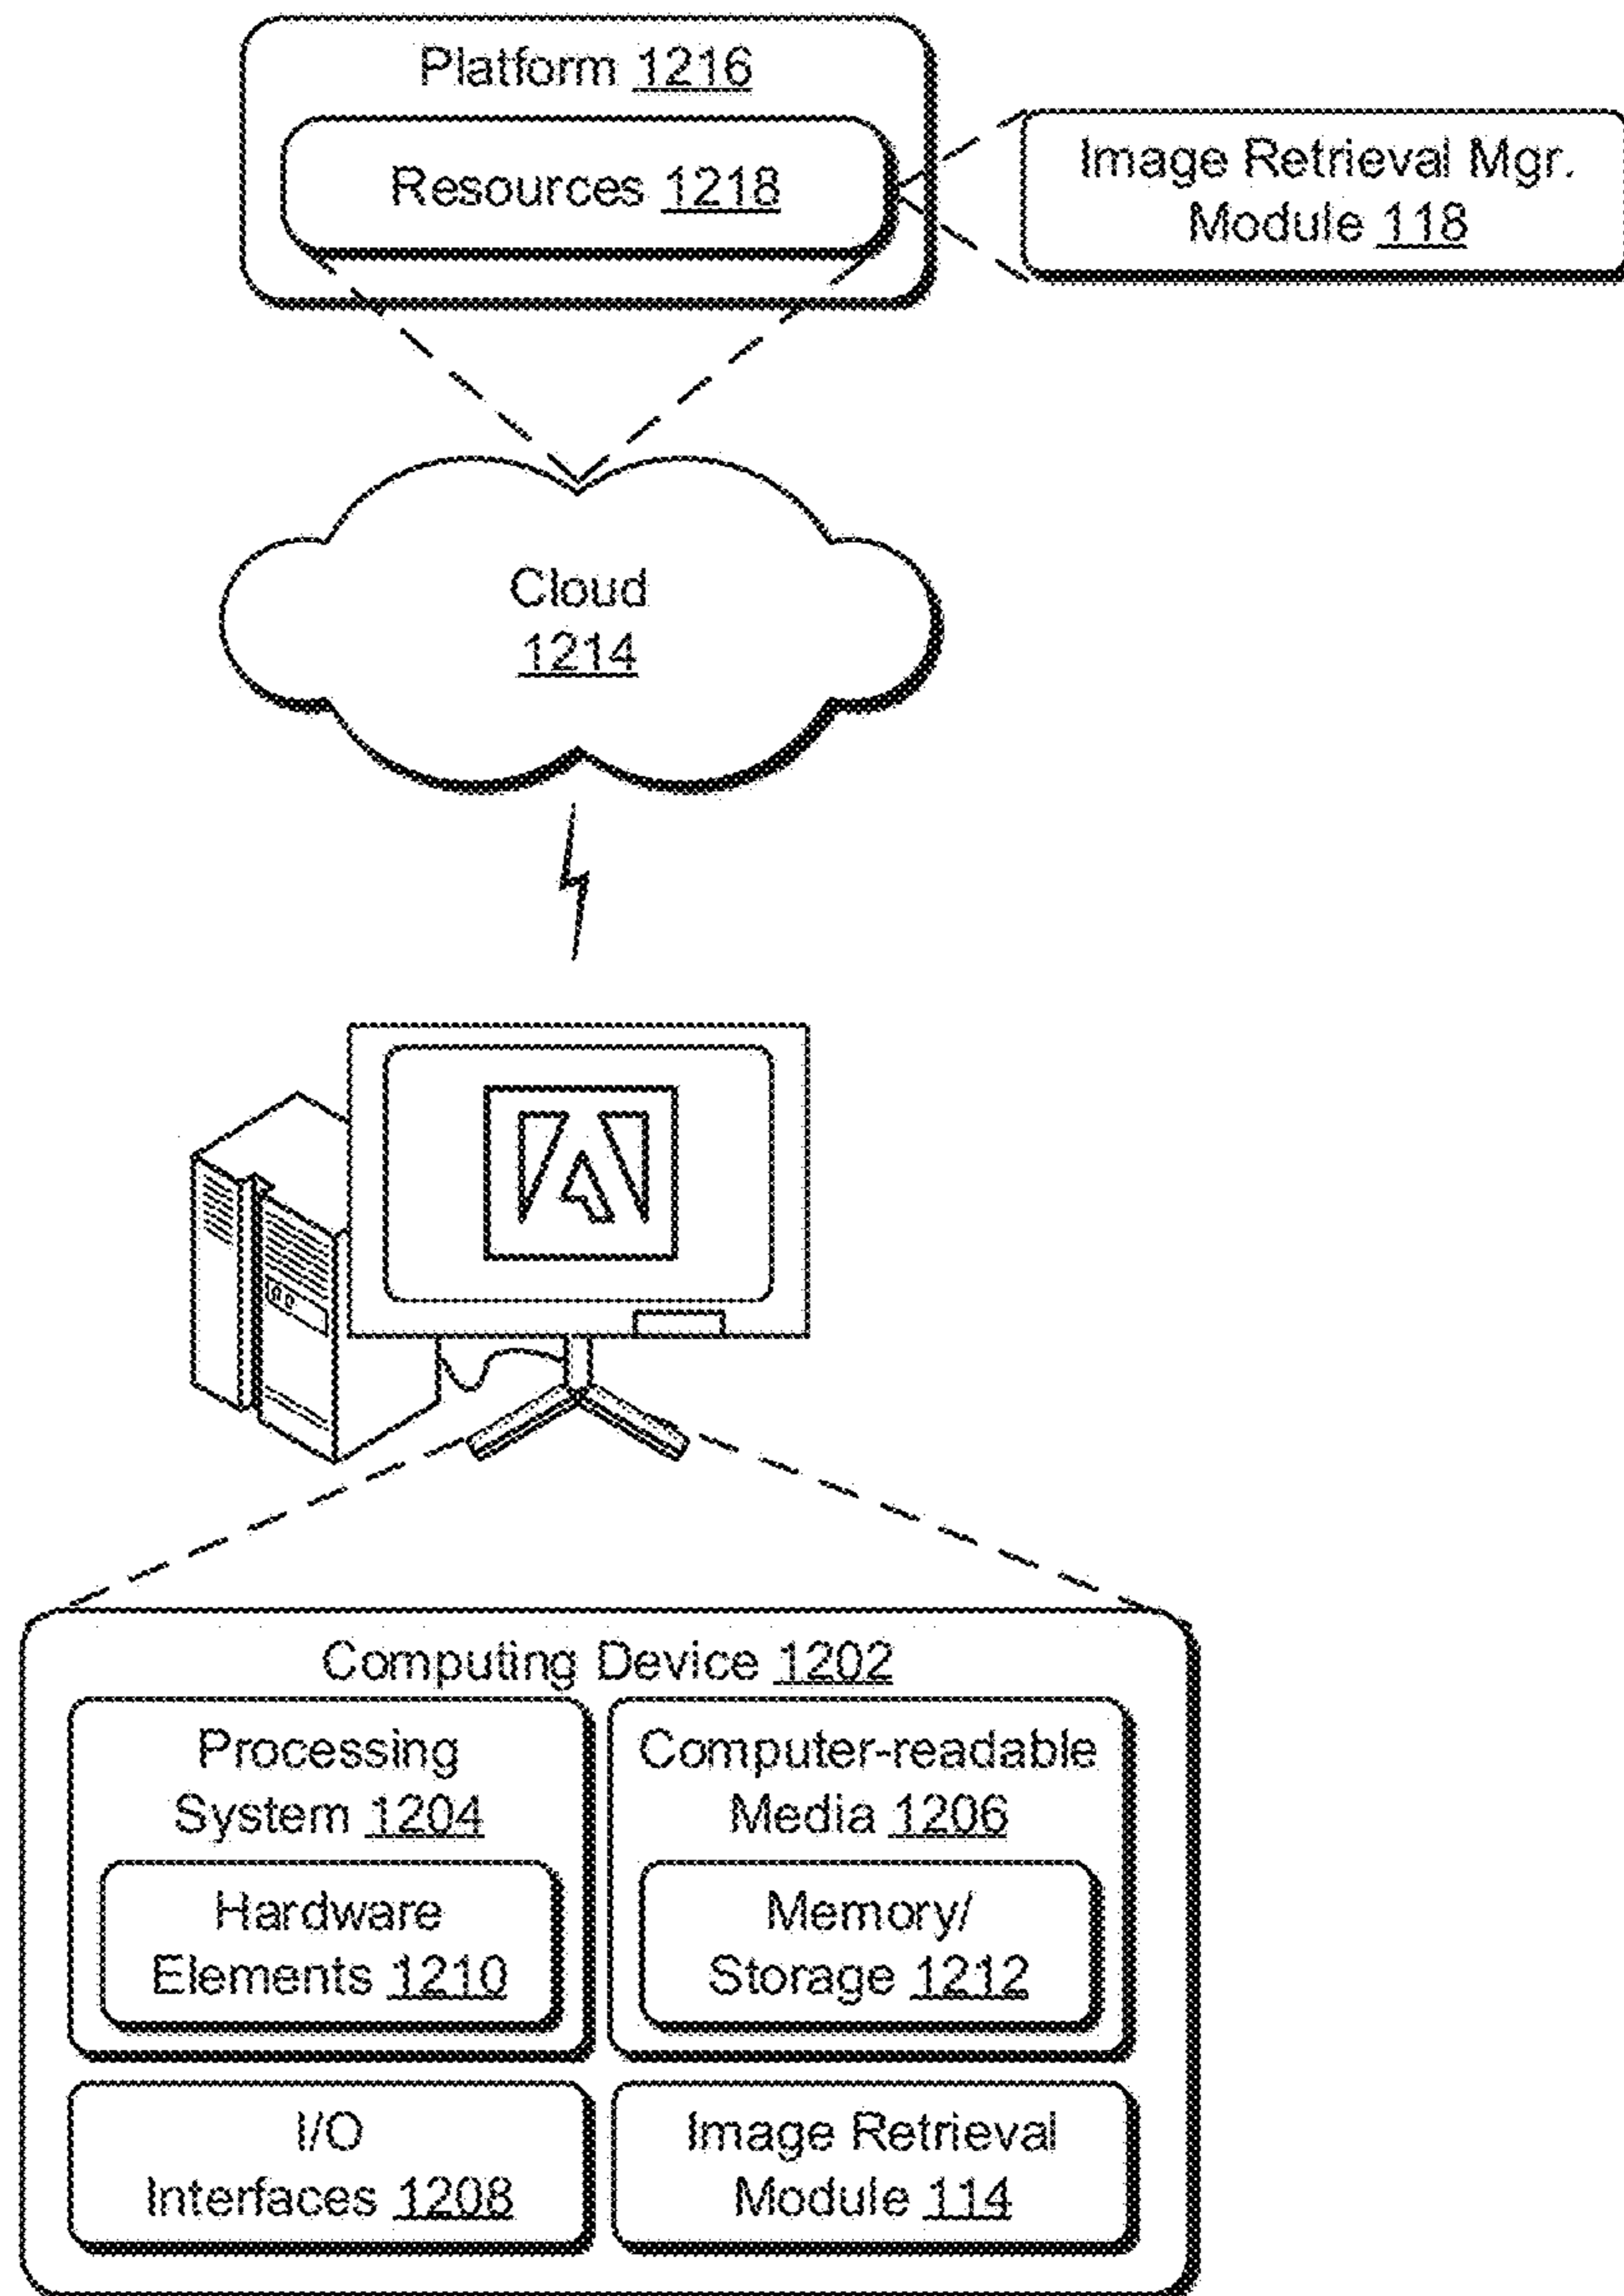 Platform 1216
Resources 1218
Image Retrieval Mgr.
Module 118
Cloud
1214
Computing Device 1202
Processing
System 1204
Hardware
Elements 1210
Computer-readable
Media 1206
Memory/
Storage 1212
I/O
Interfaces 1208
Image Retrieval
Module 114